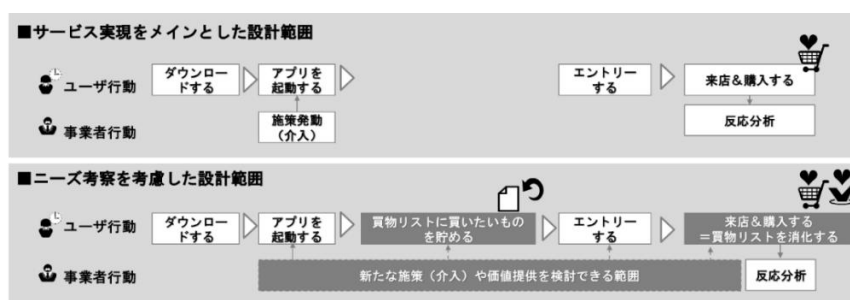 ■サービス実現をメインとした設計範囲
ユーザ行動
ダウンロー
ドする
アプリを
起動する
エントリー
する
来店&購入する
事業者行動
施策発動
(介入)
反応分析
■ニーズ考察を考慮した設計範囲
ユーザ行動
ダウンロー
ドする
アプリを
起動する
買物リストに買いたいもの
を貯める
エントリー
する
来店&購入する
=買物リストを消化する
事業者行動
新たな施策(介入)や価値提供を検討できる範囲
反応分析